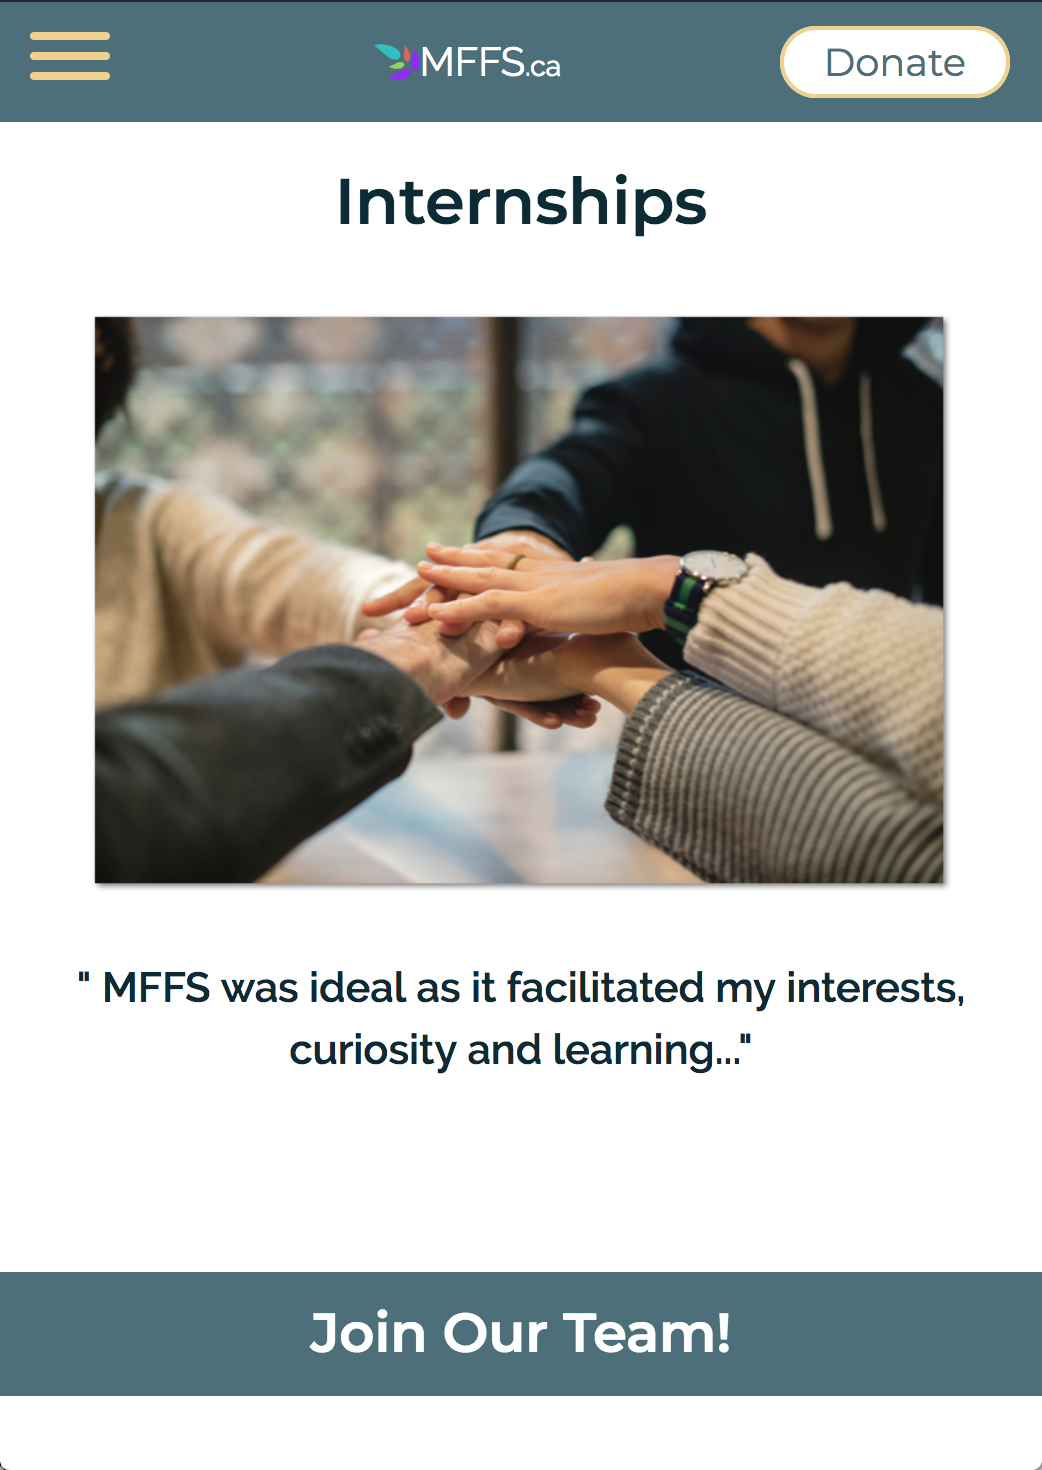 MFFS.ca
Donate
Internships
" MFFS was ideal as it facilitated my interests,
curiosity and learning..."
Join Our Team!